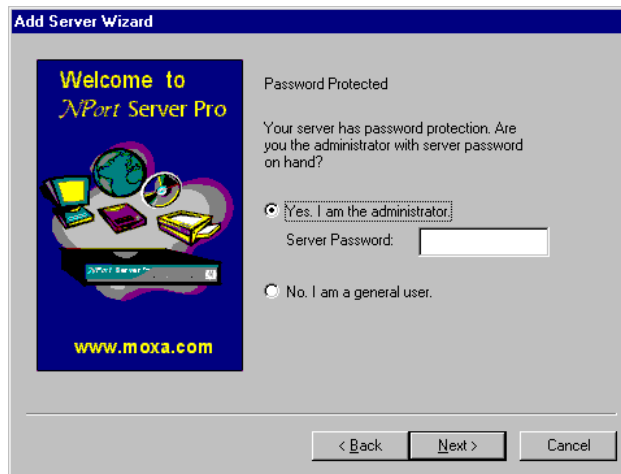 Add Server Wizard
Welcome to
NPort Server Pro
www.moxa.com
Password Protected
Your server has password protection. Are
you the administrator with server password
on hand?
Yes. I am the administrator.
Server Password:
No. I am a general user.
< Back
Next >
Cancel